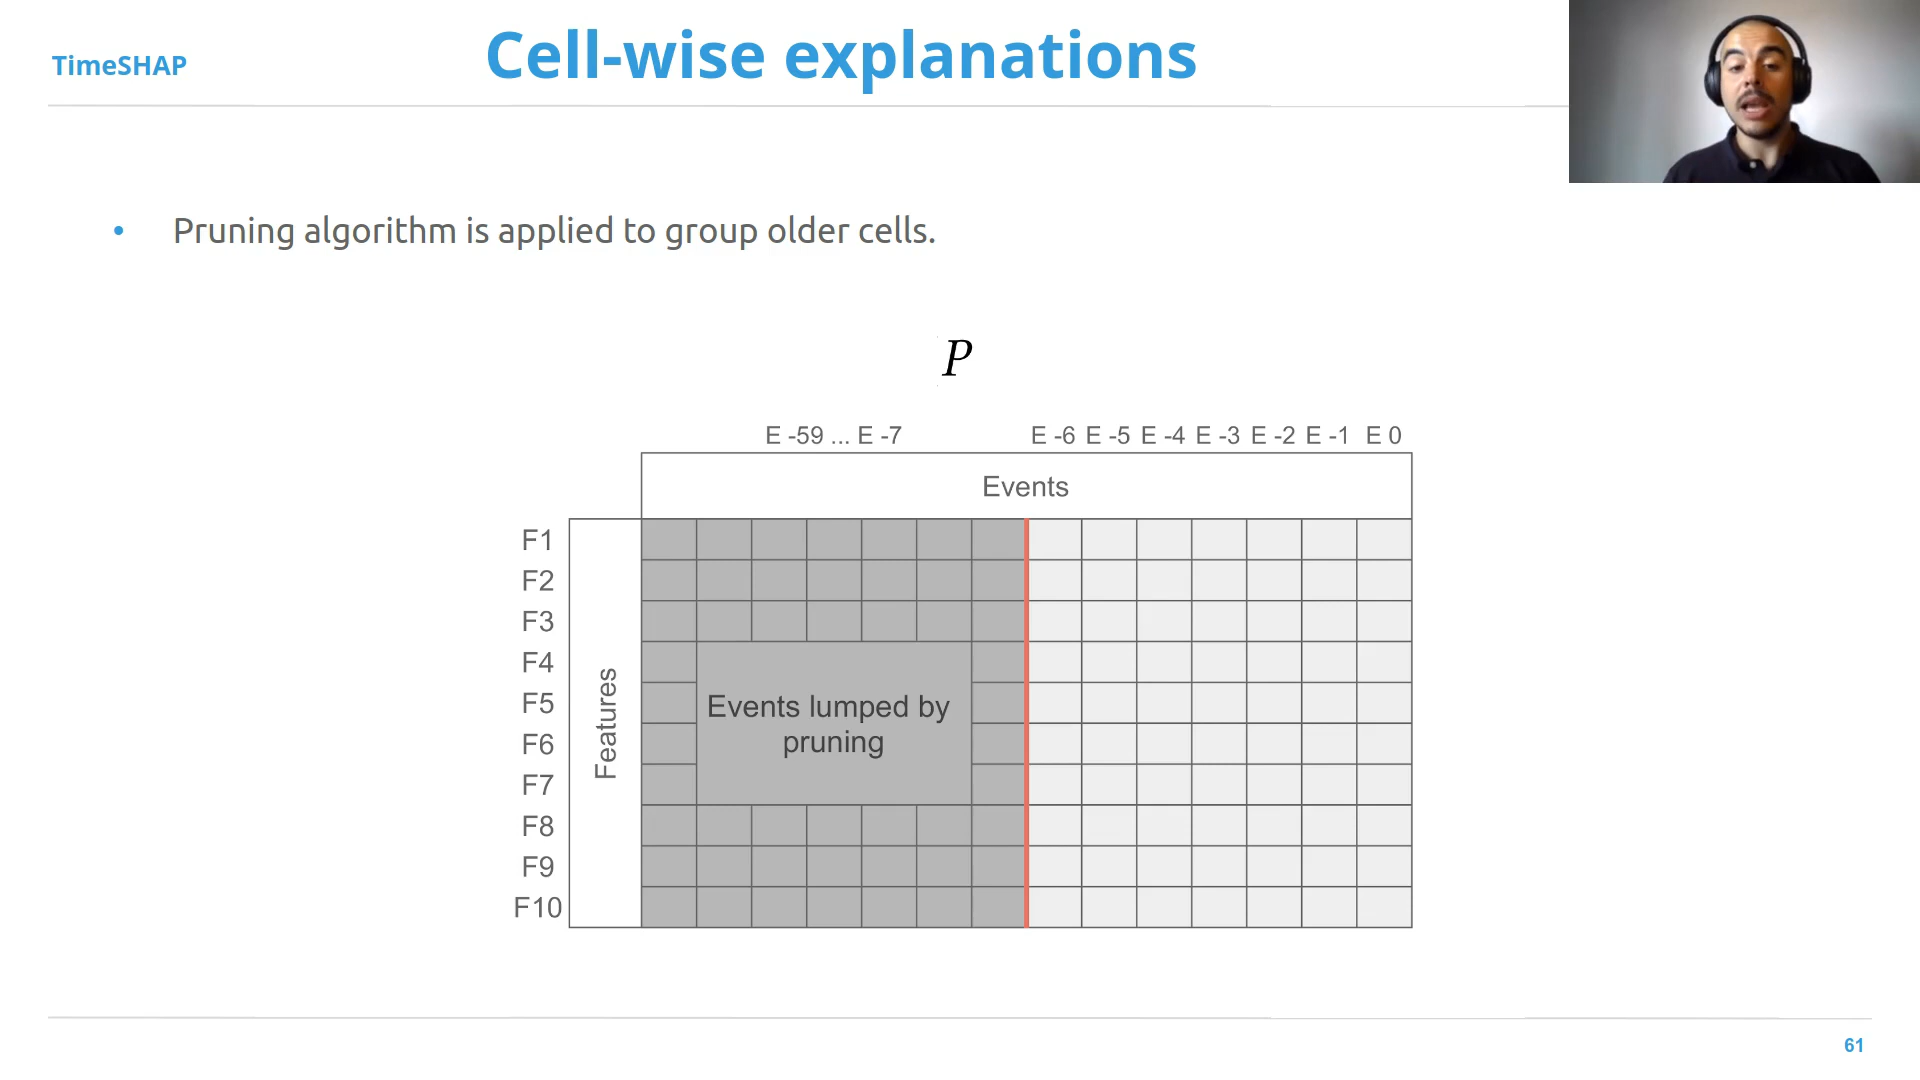 TimeSHAP
Cell-wise explanations
• Pruning algorithm is applied to group older cells.
P
E -59 ... E -7 E -6 E -5 E -4 E -3 E -2 E -1 E 0
Events
F1
F2
F3
F4
F5
F6
F7
F8
F9
F10
Features
Events lumped by
pruning
61